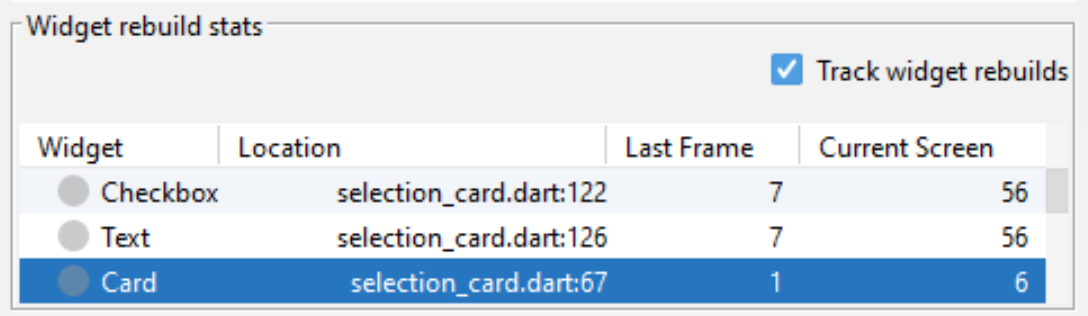 Widget rebuild stats
Track widget rebuilds
Widget Location Last Frame Current Screen
Checkbox selection_card.dart:122 7 56
Text selection_card.dart:126 7 56
Card selection_card.dart:67 1 6